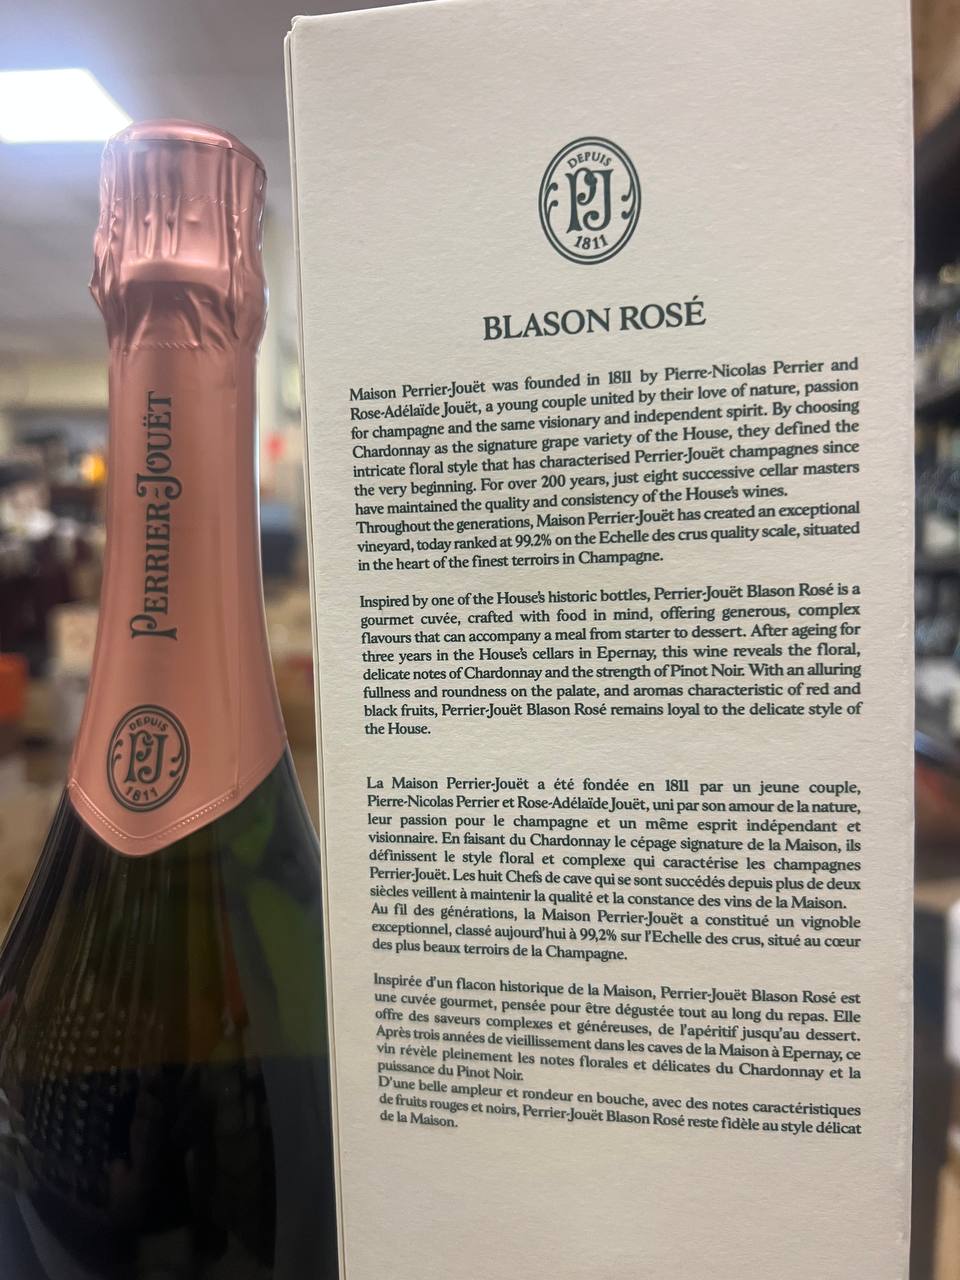 PERRIER-JOUËT
DEPUIS
PJ
1811
DEPUIS
PJ
1811
BLASON ROSÉ
Maison Perrier-Jouët was founded in 1811 by Pierre-Nicolas Perrier and
Rose-Adélaïde Jouët, a young couple united by their love of nature, passion
for champagne and the same visionary and independent spirit. By choosing
Chardonnay as the signature grape variety of the House, they defined the
intricate floral style that has characterised Perrier-Jouët champagnes since
the very beginning. For over 200 years, just eight successive cellar masters
have maintained the quality and consistency of the House's wines.
Throughout the generations, Maison Perrier-Jouët has created an exceptional
vineyard, today ranked at 99.2% on the Echelle des crus quality scale, situated
in the heart of the finest terroirs in Champagne.
Inspired by one of the House's historic bottles, Perrier-Jouët Blason Rosé is a
gourmet cuvée, crafted with food in mind, offering generous, complex
flavours that can accompany a meal from starter to dessert. After ageing for
three years in the House's cellars in Epernay, this wine reveals the floral,
delicate notes of Chardonnay and the strength of Pinot Noir. With an alluring
fullness and roundness on the palate, and aromas characteristic of red and
black fruits, Perrier-Jouët Blason Rosé remains loyal to the delicate style of
the House.
La Maison Perrier-Jouët a été fondée en 1811 par un jeune couple,
Pierre-Nicolas Perrier et Rose-Adélaïde Jouët, uni par son amour de la nature,
leur passion pour le champagne et un même esprit indépendant et
visionnaire. En faisant du Chardonnay le cépage signature de la Maison, ils
définissent le style floral et complexe qui caractérise les champagnes
Perrier-Jouët. Les huit Chefs de cave qui se sont succédés depuis plus de deux
siècles veillent à maintenir la qualité et la constance des vins de la Maison.
Au fil des générations, la Maison Perrier-Jouët a constitué un vignoble
exceptionnel, classé aujourd'hui à 99,2% sur l'Echelle des crus, situé au cœur
des plus beaux terroirs de la Champagne.
Inspirée d'un flacon historique de la Maison, Perrier-Jouët Blason Rosé est
une cuvée gourmet, pensée pour être dégustée tout au long du repas. Elle
offre des saveurs complexes et généreuses, de l'apéritif jusqu'au dessert.
Après trois années de vieillissement dans les caves de la Maison à Epernay, ce
vin révèle pleinement les notes florales et délicates du Chardonnay et la
puissance du Pinot Noir.
D'une belle ampleur et rondeur en bouche, avec des notes caractéristiques
de fruits rouges et noirs, Perrier-Jouët Blason Rosé reste fidèle au style délicat
de la Maison.